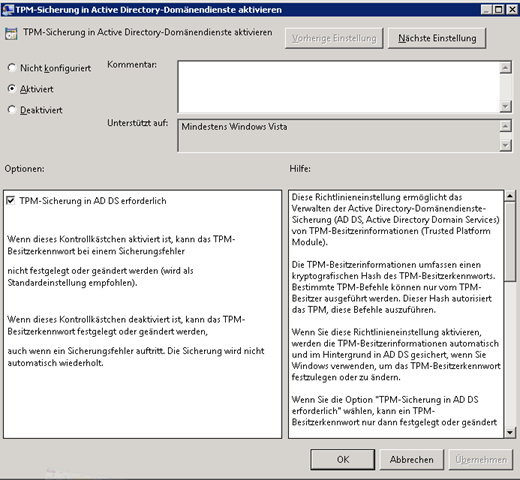 TPM-Sicherung in Active Directory-Domänendienste aktivieren
TPM-Sicherung in Active Directory-Domänendienste aktivieren
Vorherige Einstellung
Nächste Einstellung
Nicht konfiguriert
Kommentar:
Aktiviert
Deaktiviert
Unterstützt auf:
Mindestens Windows Vista
Optionen:
Hilfe:
TPM-Sicherung in AD DS erforderlich
Wenn dieses Kontrollkästchen aktiviert ist, kann das TPM-
Besitzerkennwort bei einem Sicherungsfehler
nicht festgelegt oder geändert werden (wird als
Standardeinstellung empfohlen).
Wenn dieses Kontrollkästchen deaktiviert ist, kann das TPM-
Besitzerkennwort festgelegt oder geändert werden,
auch wenn ein Sicherungsfehler auftritt. Die Sicherung wird nicht
automatisch wiederholt.
Diese Richtlinieneinstellung ermöglicht das
Verwalten der Active Directory-Domänendienste-
Sicherung (AD DS, Active Directory Domain Services)
von TPM-Besitzerinformationen (Trusted Platform
Module).
Die TPM-Besitzerinformationen umfassen einen
kryptografischen Hash des TPM-Besitzerkennworts.
Bestimmte TPM-Befehle können nur vom TPM-
Besitzer ausgeführt werden. Dieser Hash autorisiert
das TPM, diese Befehle auszuführen.
Wenn Sie diese Richtlinieneinstellung aktivieren,
werden die TPM-Besitzerinformationen automatisch
und im Hintergrund in AD DS gesichert, wenn Sie
Windows verwenden, um das TPM-Besitzerkennwort
festzulegen oder zu ändern.
Wenn Sie die Option "TPM-Sicherung in AD DS
erforderlich" wählen, kann ein TPM-
Besitzerkennwort nur dann festgelegt oder geändert
OK
Abbrechen
Übernehmen